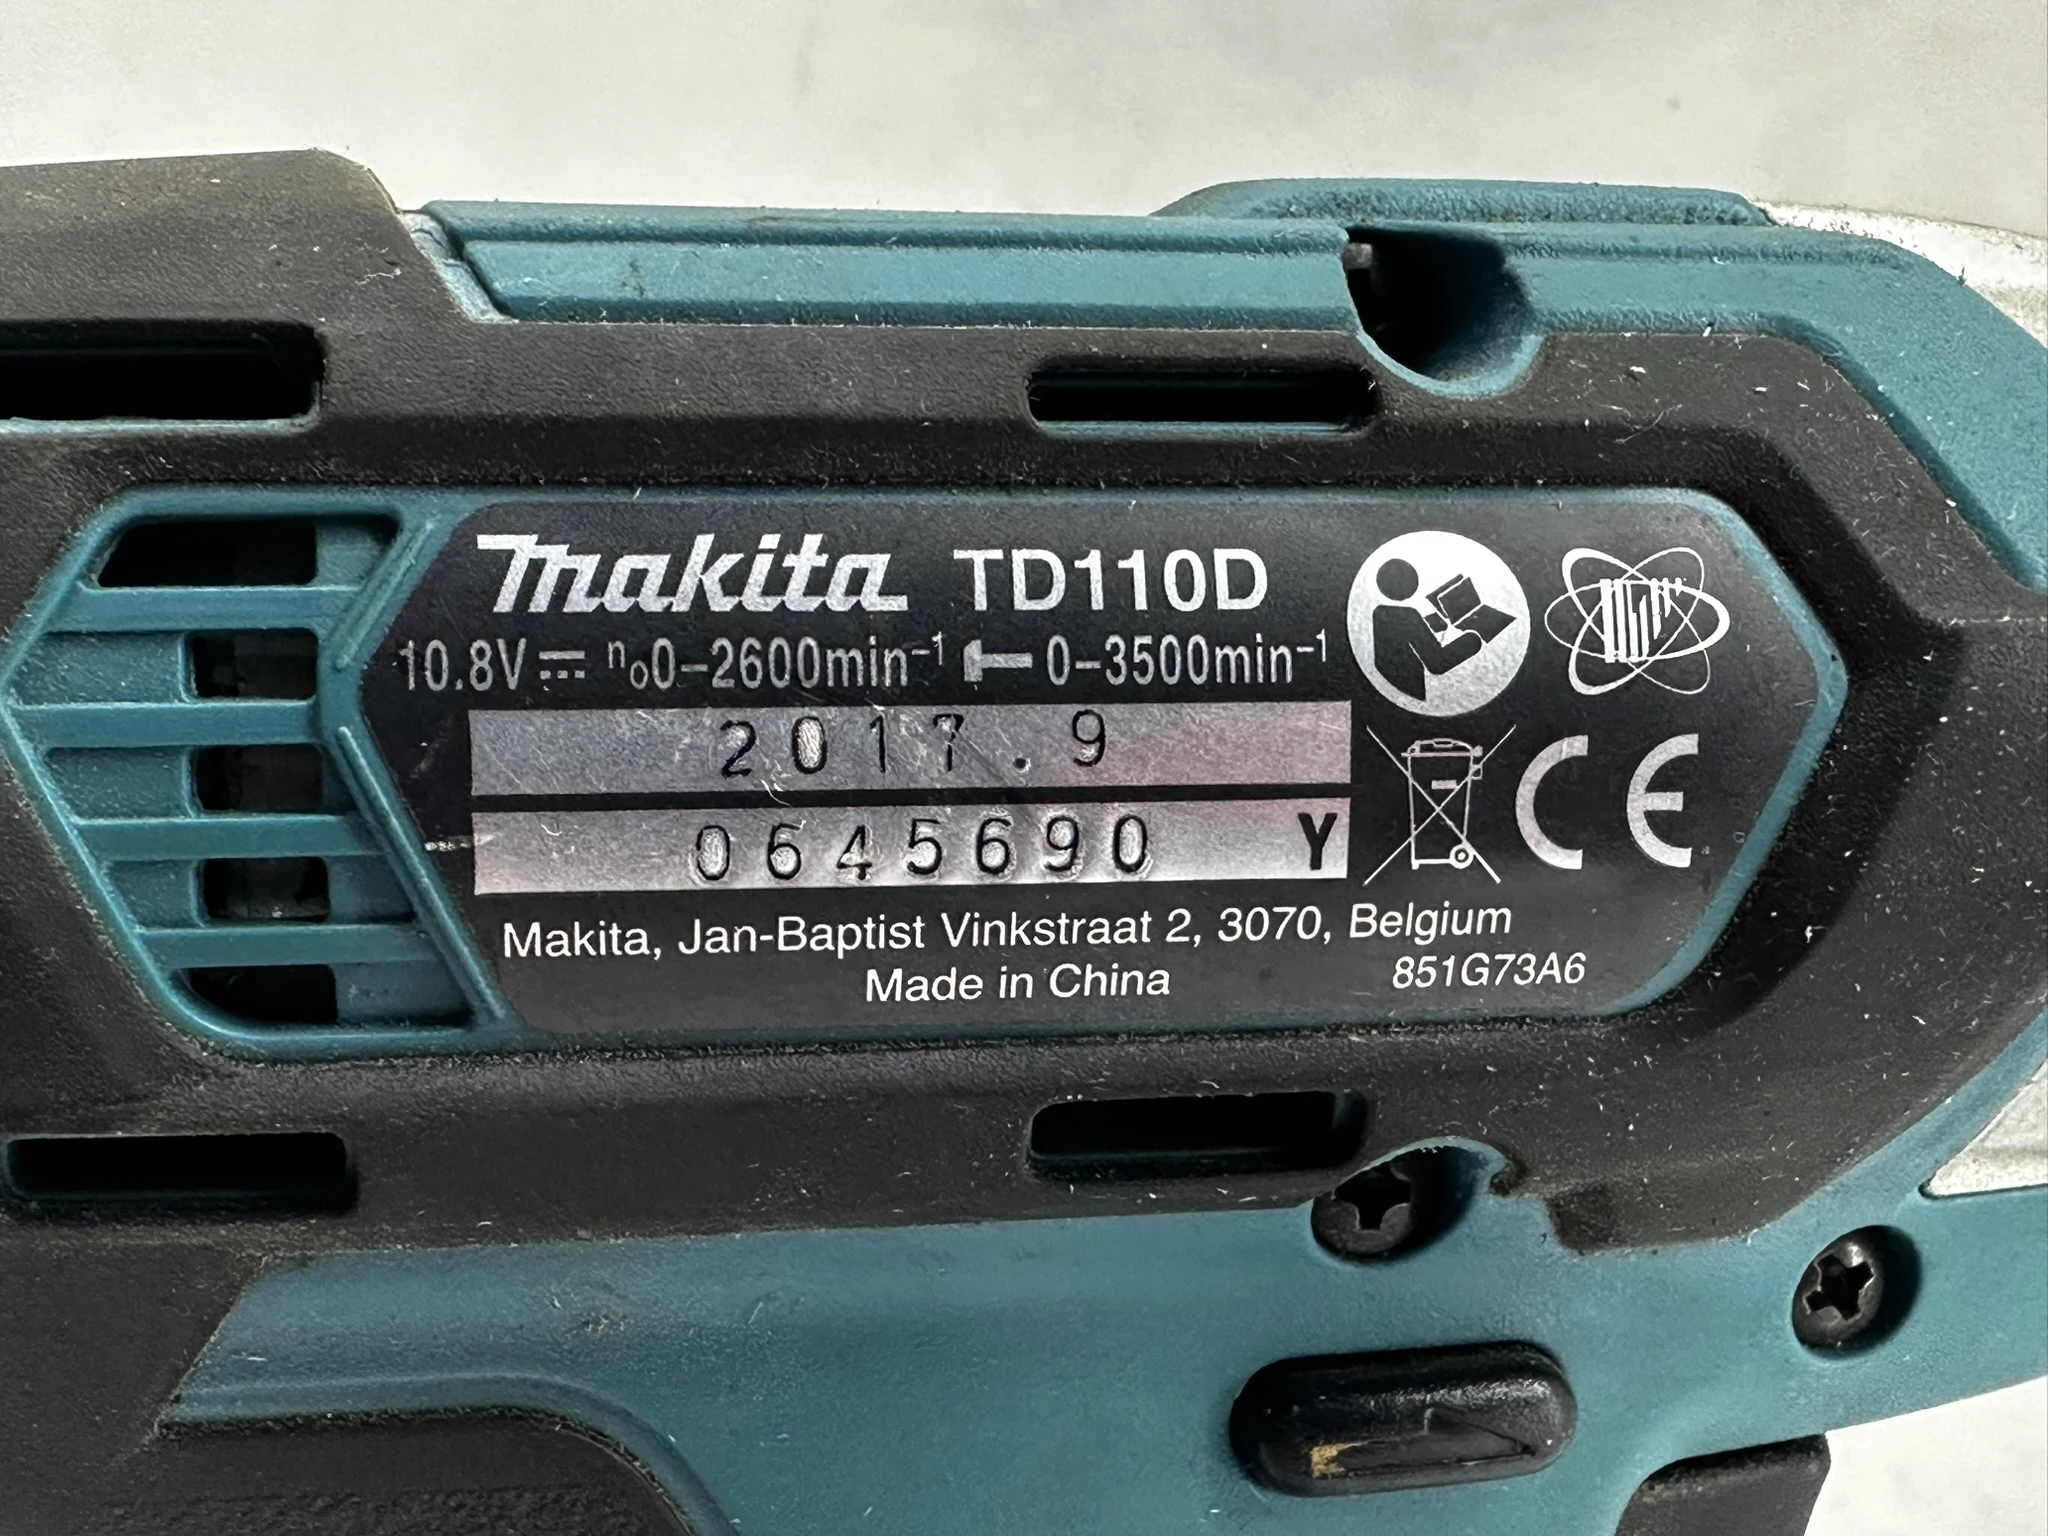 makita TD110D
10.8V n₀0-2600min⁻¹ 0-3500min⁻¹
2017.9
0645690 Y
CE
Makita, Jan-Baptist Vinkstraat 2, 3070, Belgium
Made in China 851G73A6